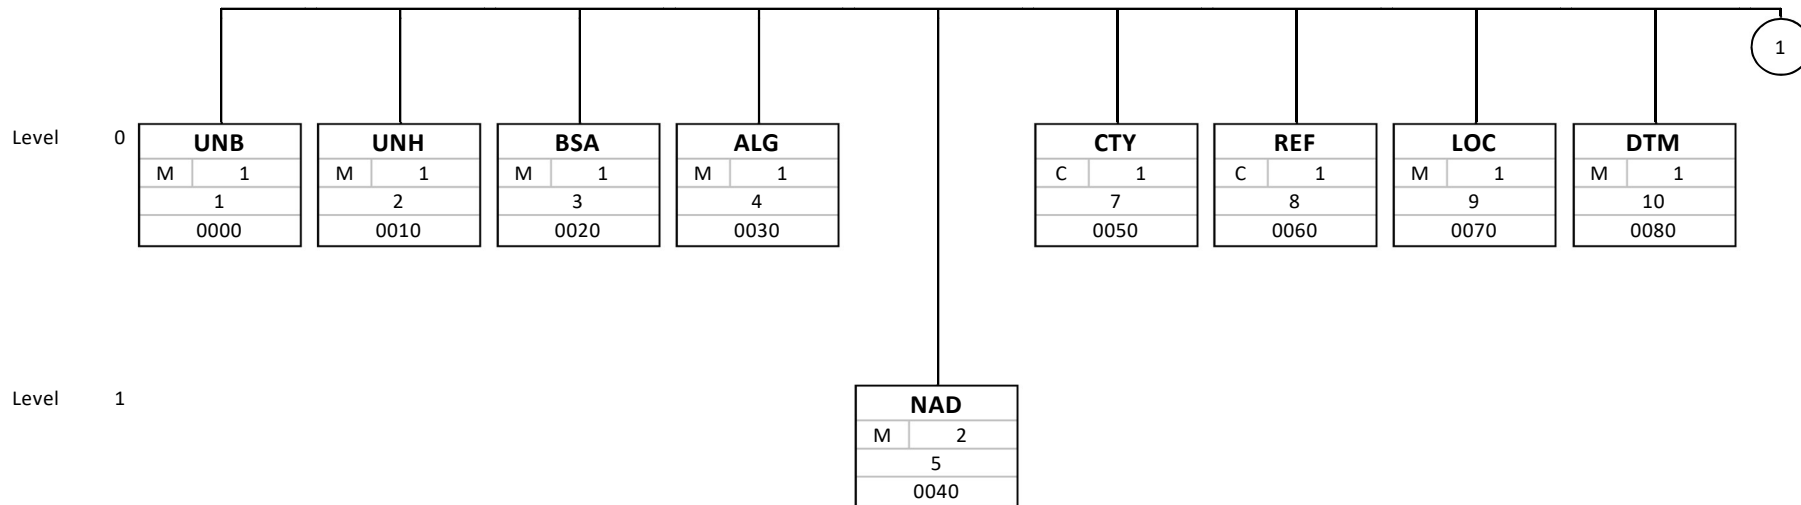 1
Level 0
UNB UNH BSA ALG CTY REF LOC DTM
M 1 M 1 M 1 M 1 C 1 C 1 M 1 M 1
1 2 3 4 7 8 9 10
0000 0010 0020 0030 0050 0060 0070 0080
Level 1
NAD
M 2
5
0040